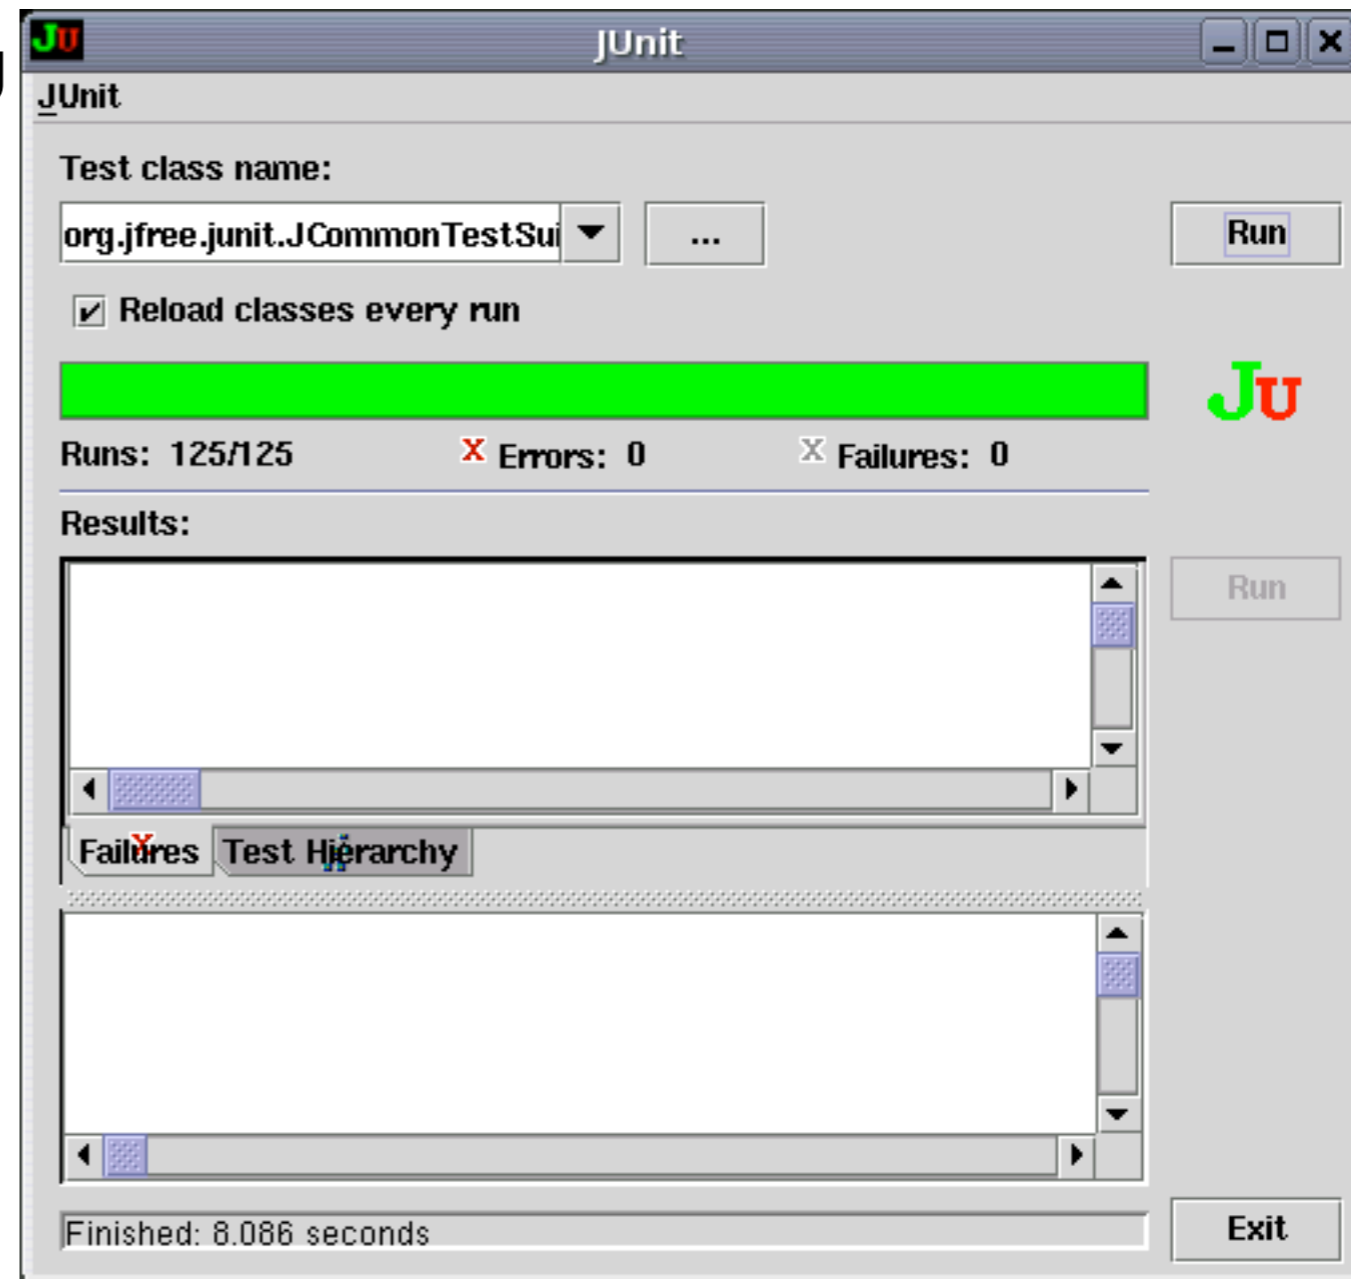 JU JUnit
JUnit
Test class name:
org.jfree.junit.JCommonTestSui
...
Run
Reload classes every run
JU
Runs: 125/125 X Errors: 0 X Failures: 0
Results:
Run
Failures Test Hierarchy
Finished: 8.086 seconds
Exit